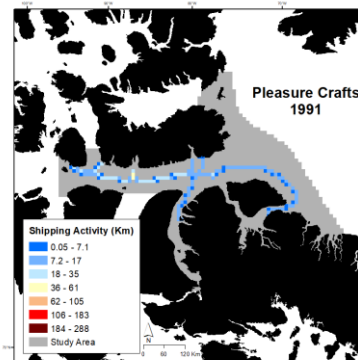 Pleasure Crafts
1991
Shipping Activity (Km)
0.05 - 7.1
7.2 - 17
18 - 35
36 - 61
62 - 105
106 - 183
184 - 288
Study Area
N
0
60
120 Km